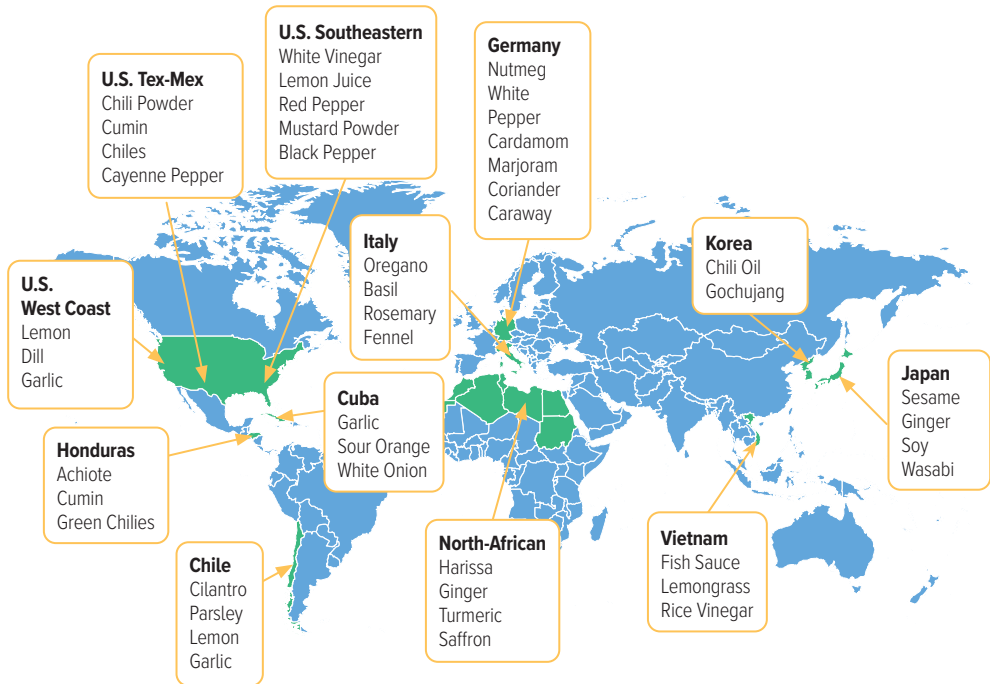 U.S. Southeastern
White Vinegar
Lemon Juice
Red Pepper
Mustard Powder
Black Pepper
Germany
Nutmeg
White
Pepper
Cardamom
Marjoram
Coriander
Caraway
U.S. Tex-Mex
Chili Powder
Cumin
Chiles
Cayenne Pepper
Italy
Oregano
Basil
Rosemary
Fennel
Korea
Chili Oil
Gochujang
U.S.
West Coast
Lemon
Dill
Garlic
Japan
Sesame
Ginger
Soy
Wasabi
Cuba
Garlic
Sour Orange
White Onion
Honduras
Achiote
Cumin
Green Chilies
Chile
Cilantro
Parsley
Lemon
Garlic
North-African
Harissa
Ginger
Turmeric
Saffron
Vietnam
Fish Sauce
Lemongrass
Rice Vinegar